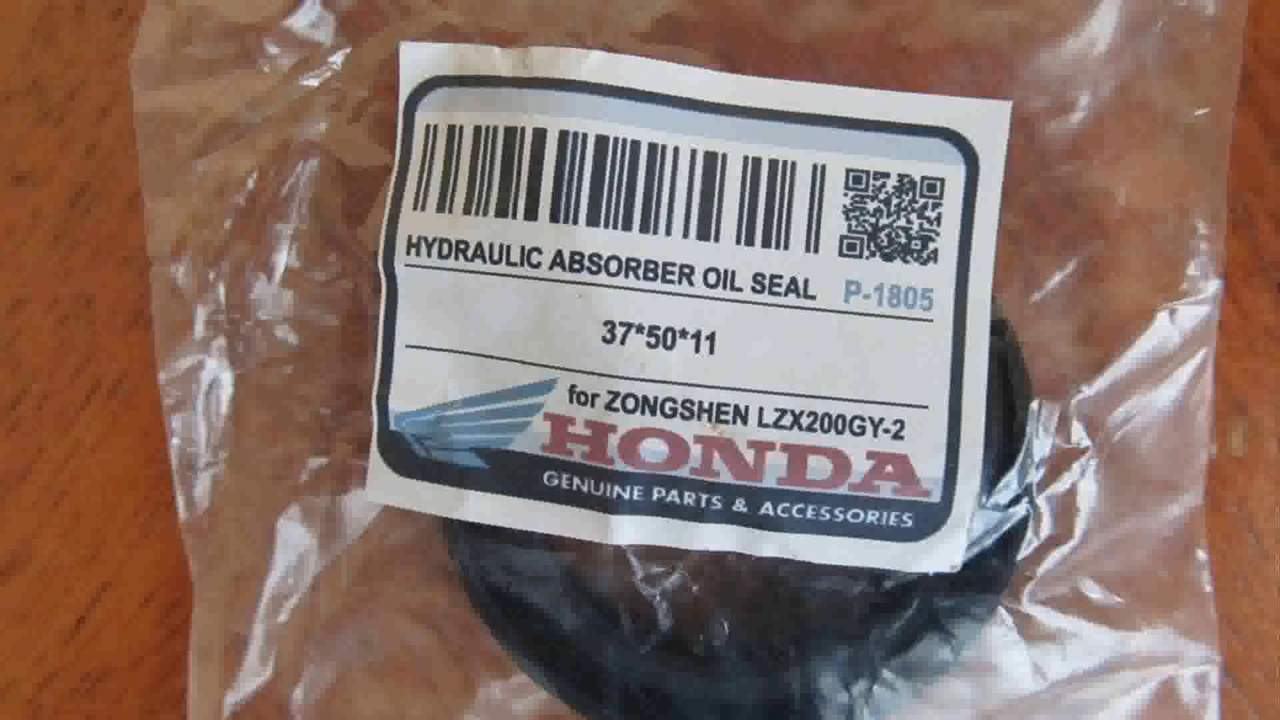 HYDRAULIC ABSORBER OIL SEAL P-1805
37*50*11
for ZONGSHEN LZX200GY-2
HONDA
GENUINE PARTS & ACCESSORIES